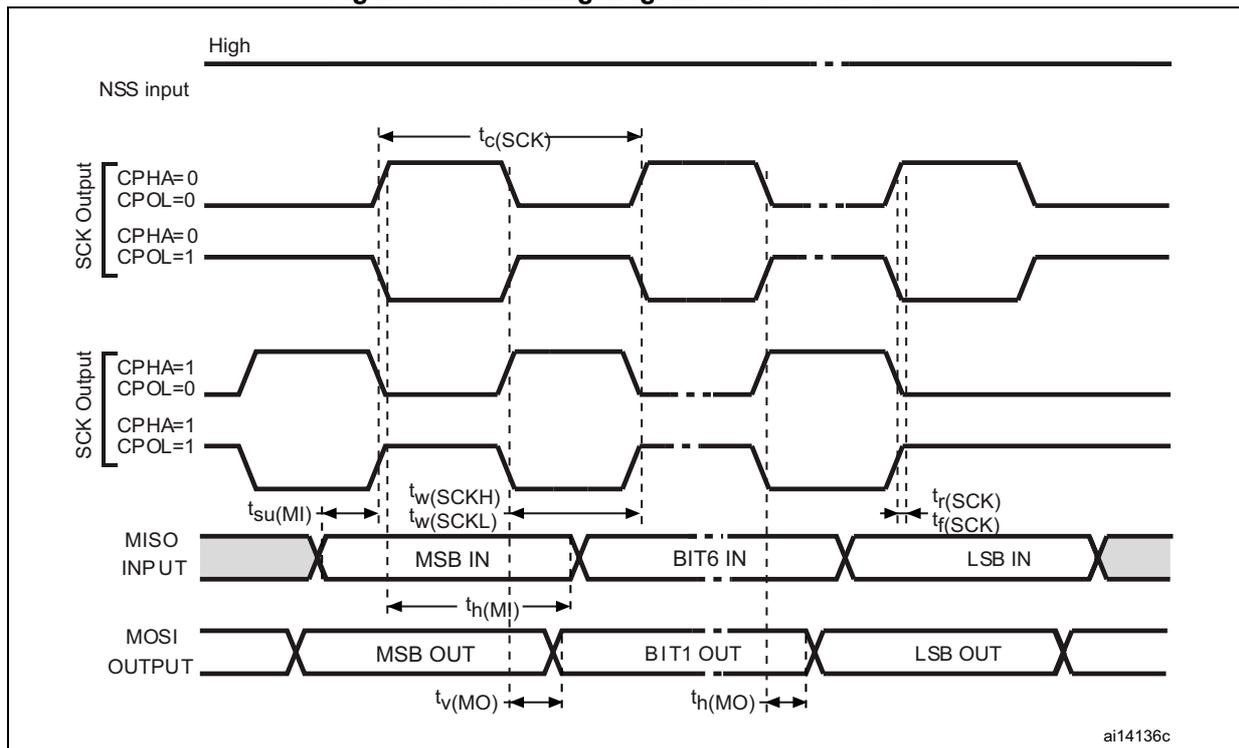 High
NSS input
tc(SCK)
SCK Output
CPHA=0
CPOL=0
CPHA=0
CPOL=1
SCK Output
CPHA=1
CPOL=0
CPHA=1
CPOL=1
tsu(MI)
tw(SCKH)
tw(SCKL)
tr(SCK)
tf(SCK)
MISO
INPUT
MSB IN
BIT6 IN
LSB IN
th(MI)
MOSI
OUTPUT
MSB OUT
BIT1 OUT
LSB OUT
tv(MO)
th(MO)
ai14136c